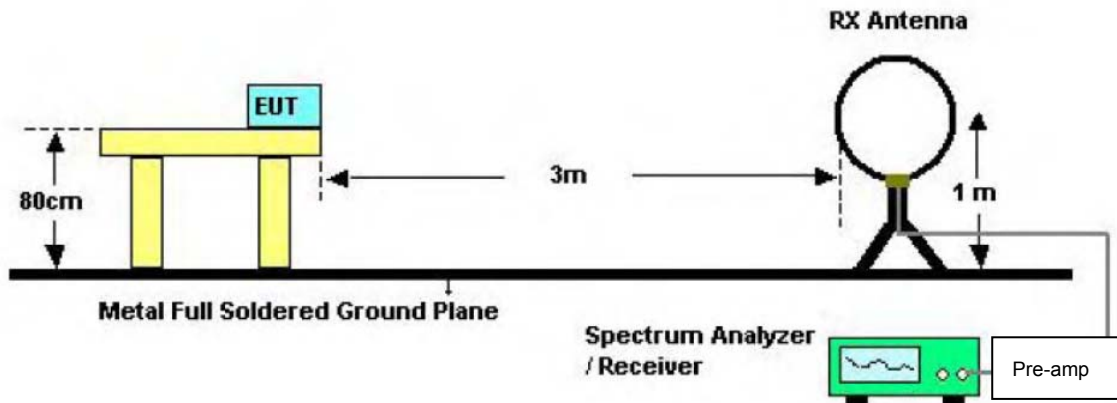 RX Antenna
EUT
3m
80cm
1 m
Metal Full Soldered Ground Plane
Spectrum Analyzer
/ Receiver
Pre-amp